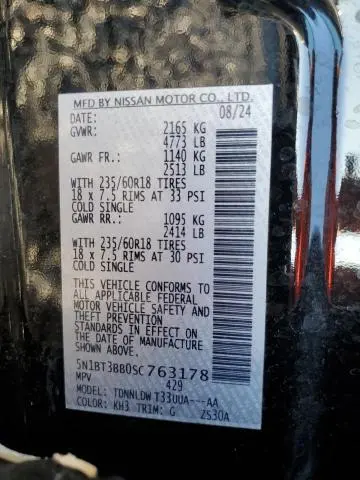 MFD BY NISSAN MOTOR CO., LTD.
DATE: 08/24
GVWR: 2165 KG
4773 LB
GAWR FR.: 1140 KG
2513 LB
WITH 235/60R18 TIRES
18 x 7.5 RIMS AT 33 PSI
COLD SINGLE
GAWR RR.: 1095 KG
2414 LB
WITH 235/60R18 TIRES
18 x 7.5 RIMS AT 30 PSI
COLD SINGLE
THIS VEHICLE CONFORMS TO
ALL APPLICABLE FEDERAL
MOTOR VEHICLE SAFETY
AND THEFT PREVENTION
STANDARDS IN EFFECT ON
THE DATE OF MANUFACTURE
SHOWN ABOVE.
5N1BT3BB0SC763178
MPV 429
TDNNLDW T33UUA---AA
COLOR: KH3 TRIM: G ZS30A